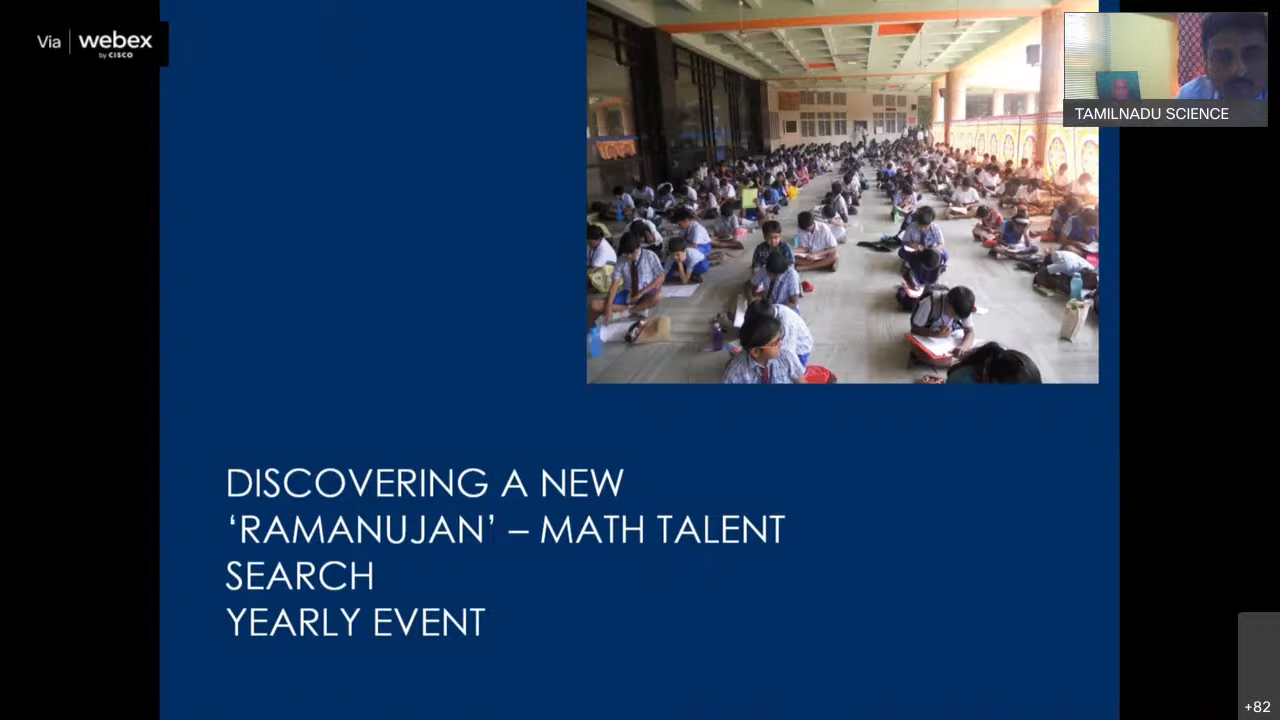 Via webex
by CISCO
TAMILNADU SCIENCE
DISCOVERING A NEW
‘RAMANUJAN’ – MATH TALENT
SEARCH
YEARLY EVENT
+82